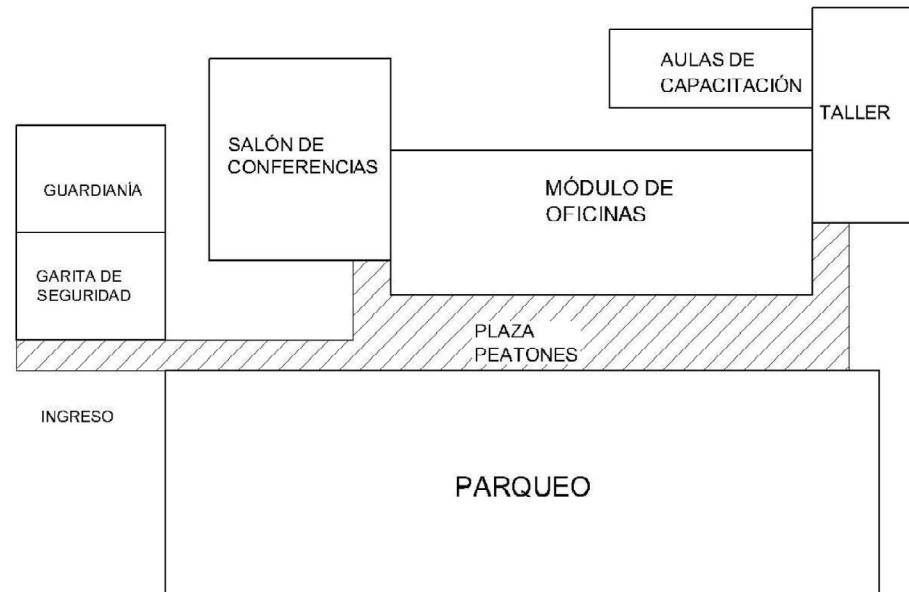 AULAS DE
CAPACITACIÓN
TALLER
SALÓN DE
CONFERENCIAS
MÓDULO DE
OFICINAS
GUARDIANÍA
GARITA DE
SEGURIDAD
PLAZA
PEATONES
INGRESO
PARQUEO